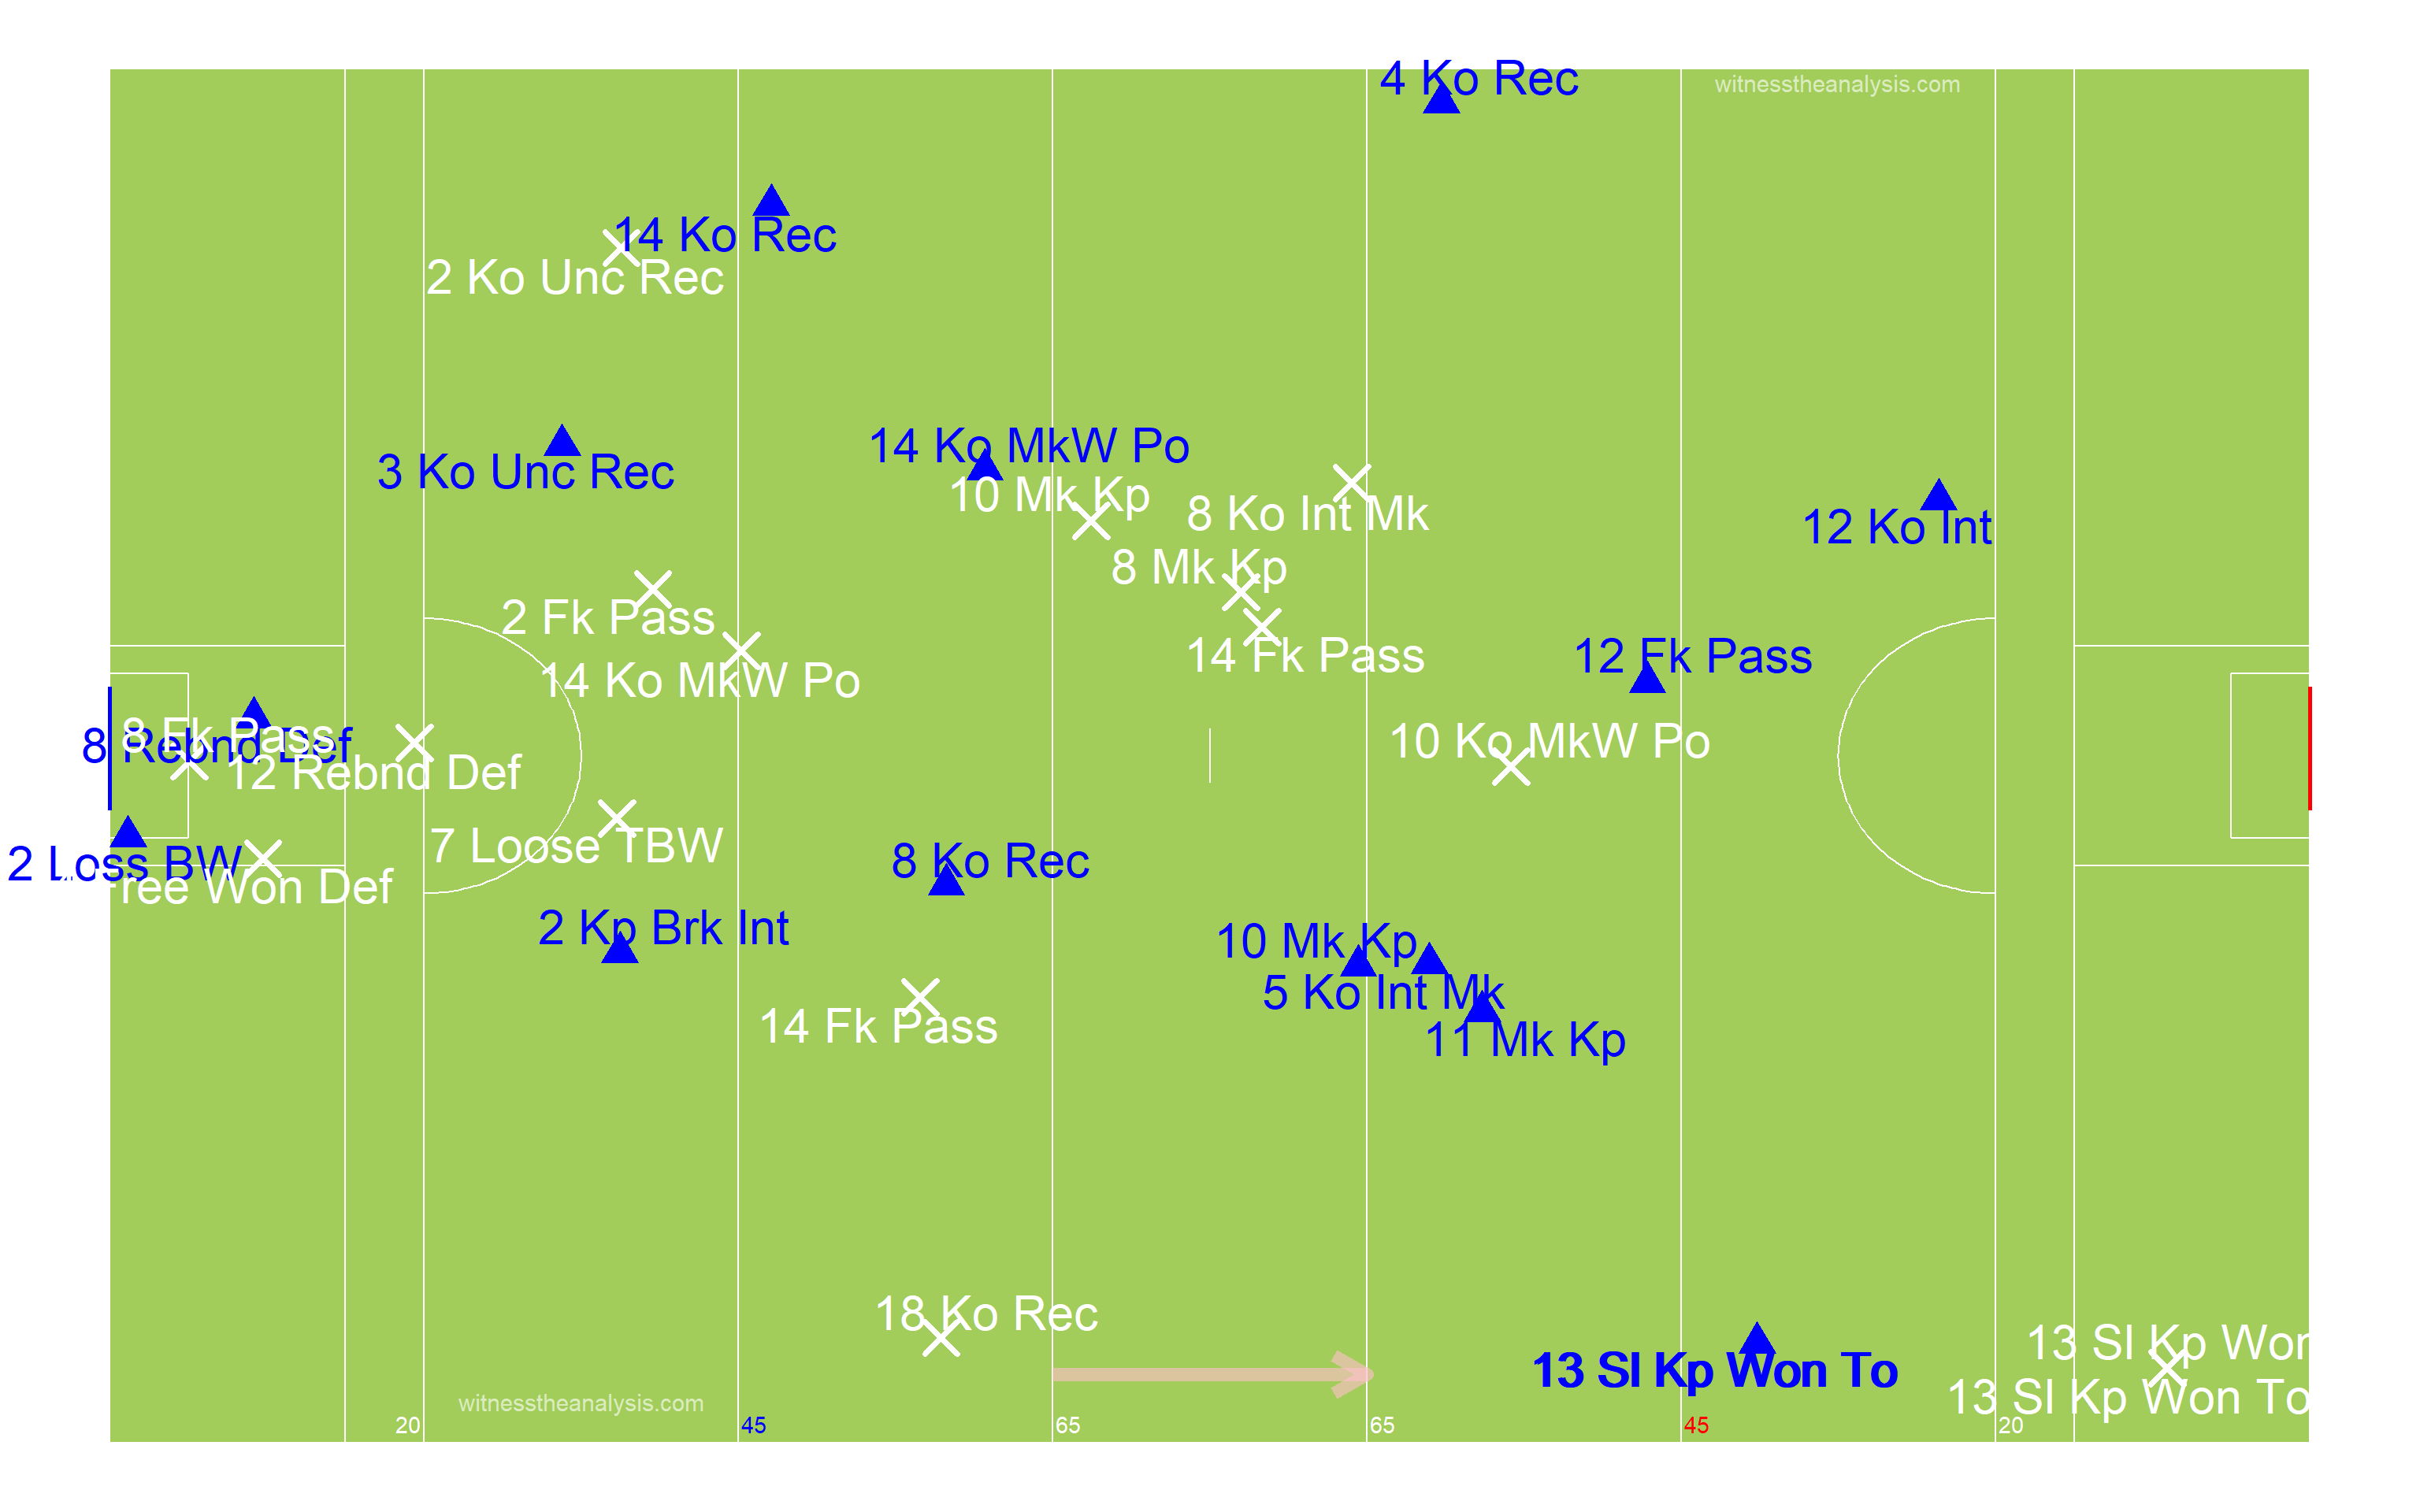 4 Ko Rec
witnesstheanalysis.com
14 Ko Rec
2 Ko Unc Rec
14 Ko MkW Po
3 Ko Unc Rec
10 Mk Kp
8 Ko Int Mk
12 Ko Int
8 Mk Kp
2 Fk Pass
14 Fk Pass
12 Fk Pass
14 Ko MkW Po
8 Fk Pass
8 Rebnd Def
10 Ko MkW Po
12 Rebnd Def
7 Loose TBW
2 Loss BW
8 Ko Rec
Free Won Def
2 Kp Brk Int
10 Mk Kp
5 Ko Int Mk
14 Fk Pass
11 Mk Kp
18 Ko Rec
13 Sl Kp Won
13 Sl Kp Won To
13 Sl Kp Won To
witnesstheanalysis.com
20
45
65
65
45
20